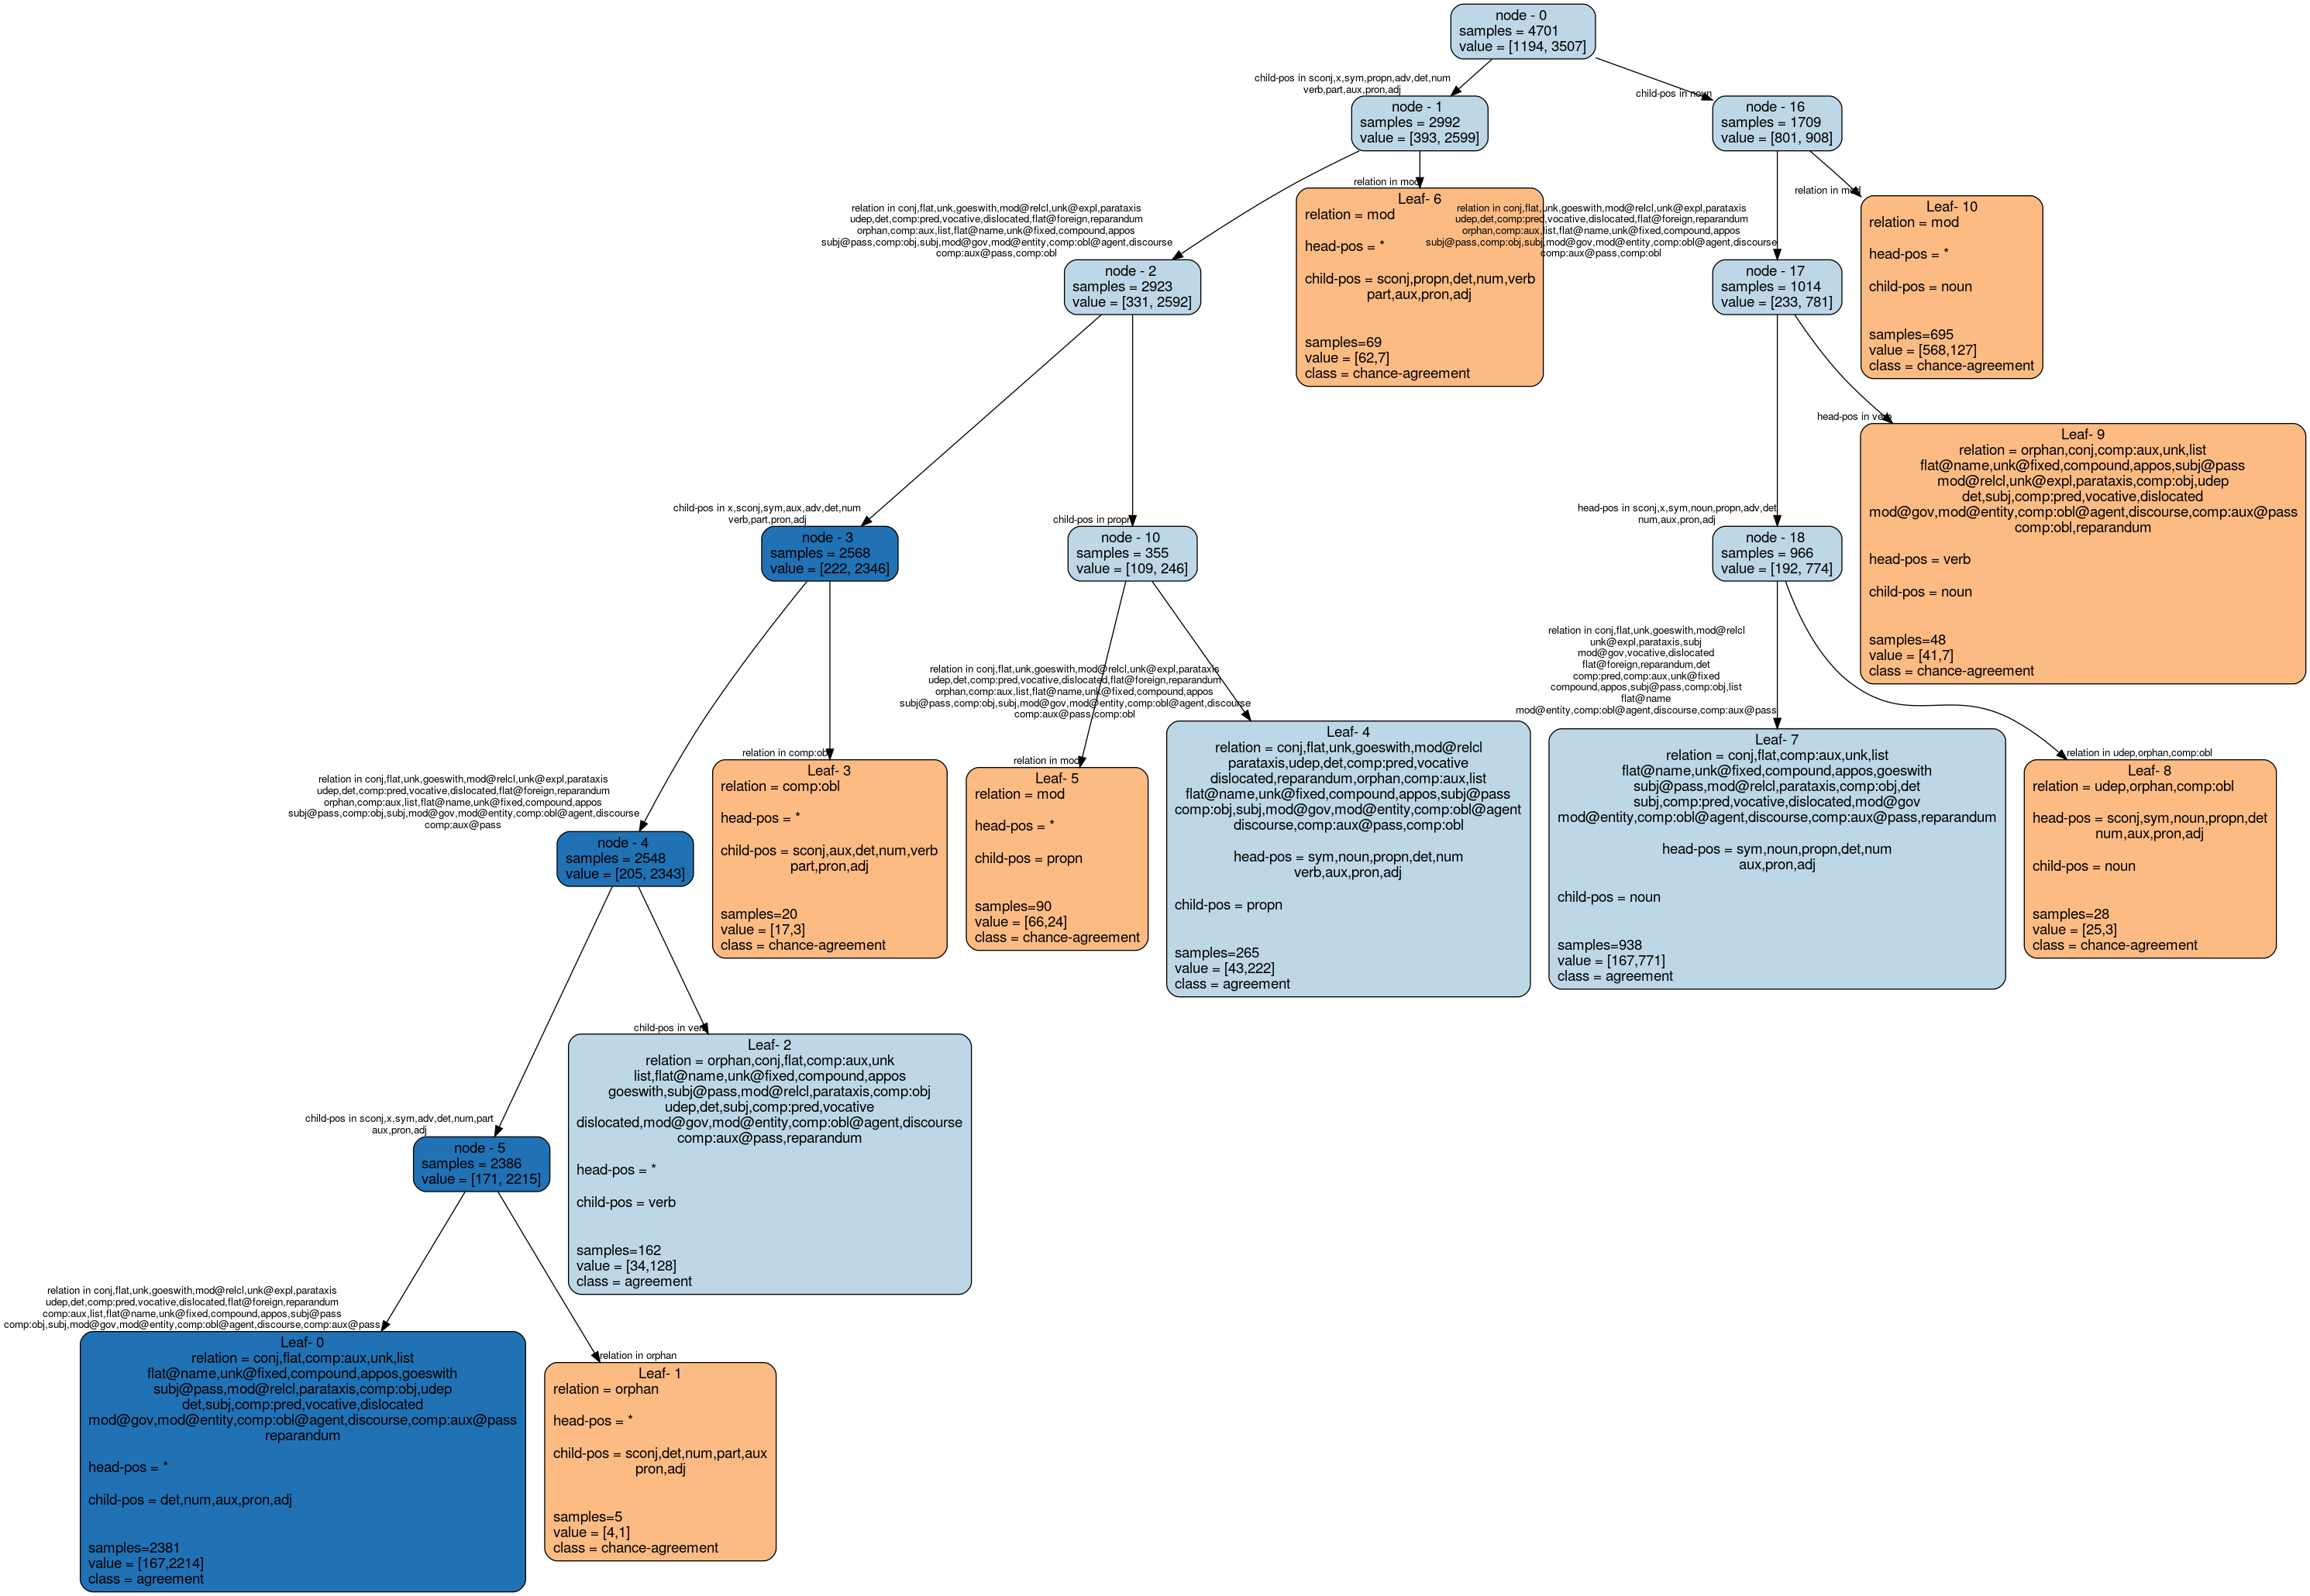 node - 0
samples = 4701
value = [1194, 3507]
child-pos in sconj,x,sym,propn,adv,det,num
verb,part,aux,pron,adj
child-pos in noun
node - 1
samples = 2992
value = [393, 2599]
node - 16
samples = 1709
value = [801, 908]
relation in conj,flat,unk,goeswith,mod@relcl,unk@expl,parataxis
udep,det,comp:pred,vocative,dislocated,flat@foreign,reparandum
orphan,comp:aux,list,flat@name,unk@fixed,compound,appos
subj@pass,comp:obj,subj,mod@gov,mod@entity,comp:obl@agent,discourse
comp:aux@pass,comp:obl
relation in mod
relation in conj,flat,unk,goeswith,mod@relcl,unk@expl,parataxis
udep,det,comp:pred,vocative,dislocated,flat@foreign,reparandum
orphan,comp:aux,list,flat@name,unk@fixed,compound,appos
subj@pass,comp:obj,subj,mod@gov,mod@entity,comp:obl@agent,discourse
comp:aux@pass,comp:obl
relation in mod
node - 2
samples = 2923
value = [331, 2592]
Leaf- 6
relation = mod
head-pos = *
child-pos = sconj,propn,det,num,verb
part,aux,pron,adj
samples=69
value = [62,7]
class = chance-agreement
node - 17
samples = 1014
value = [233, 781]
Leaf- 10
relation = mod
head-pos = *
child-pos = noun
samples=695
value = [568,127]
class = chance-agreement
child-pos in x,sconj,sym,aux,adv,det,num
verb,part,pron,adj
child-pos in propn
head-pos in sconj,x,sym,noun,propn,adv,det
num,aux,pron,adj
head-pos in verb
node - 3
samples = 2568
value = [222, 2346]
node - 10
samples = 355
value = [109, 246]
node - 18
samples = 966
value = [192, 774]
Leaf- 9
relation = orphan,conj,comp:aux,unk,list
flat@name,unk@fixed,compound,appos,subj@pass
mod@relcl,unk@expl,parataxis,comp:obj,udep
det,subj,comp:pred,vocative,dislocated
mod@gov,mod@entity,comp:obl@agent,discourse,comp:aux@pass
comp:obl,reparandum
head-pos = verb
child-pos = noun
samples=48
value = [41,7]
class = chance-agreement
relation in conj,flat,unk,goeswith,mod@relcl,unk@expl,parataxis
udep,det,comp:pred,vocative,dislocated,flat@foreign,reparandum
orphan,comp:aux,list,flat@name,unk@fixed,compound,appos
subj@pass,comp:obj,subj,mod@gov,mod@entity,comp:obl@agent,discourse
comp:aux@pass
relation in comp:obl
relation in conj,flat,unk,goeswith,mod@relcl,unk@expl,parataxis
udep,det,comp:pred,vocative,dislocated,flat@foreign,reparandum
orphan,comp:aux,list,flat@name,unk@fixed,compound,appos
subj@pass,comp:obj,subj,mod@gov,mod@entity,comp:obl@agent,discourse
comp:aux@pass,comp:obl
relation in mod
relation in conj,flat,unk,goeswith,mod@relcl
unk@expl,parataxis,subj
mod@gov,vocative,dislocated
flat@foreign,reparandum,det
comp:pred,comp:aux,unk@fixed
compound,appos,subj@pass,comp:obj,list
flat@name
mod@entity,comp:obl@agent,discourse,comp:aux@pass
relation in udep,orphan,comp:obl
node - 4
samples = 2548
value = [205, 2343]
Leaf- 3
relation = comp:obl
head-pos = *
child-pos = sconj,aux,det,num,verb
part,pron,adj
samples=20
value = [17,3]
class = chance-agreement
Leaf- 5
relation = mod
head-pos = *
child-pos = propn
samples=90
value = [66,24]
class = chance-agreement
Leaf- 4
relation = conj,flat,unk,goeswith,mod@relcl
parataxis,udep,det,comp:pred,vocative
dislocated,reparandum,orphan,comp:aux,list
flat@name,unk@fixed,compound,appos,subj@pass
comp:obj,subj,mod@gov,mod@entity,comp:obl@agent
discourse,comp:aux@pass,comp:obl
head-pos = sym,noun,propn,det,num
verb,aux,pron,adj
child-pos = propn
samples=265
value = [43,222]
class = agreement
Leaf- 7
relation = conj,flat,comp:aux,unk,list
flat@name,unk@fixed,compound,appos,goeswith
subj@pass,mod@relcl,parataxis,comp:obj,det
subj,comp:pred,vocative,dislocated,mod@gov
mod@entity,comp:obl@agent,discourse,comp:aux@pass,reparandum
head-pos = sym,noun,propn,det,num
aux,pron,adj
child-pos = noun
samples=938
value = [167,771]
class = agreement
Leaf- 8
relation = udep,orphan,comp:obl
head-pos = sconj,sym,noun,propn,det
num,aux,pron,adj
child-pos = noun
samples=28
value = [25,3]
class = chance-agreement
child-pos in sconj,x,sym,adv,det,num,part
aux,pron,adj
child-pos in verb
node - 5
samples = 2386
value = [171, 2215]
Leaf- 2
relation = orphan,conj,flat,comp:aux,unk
list,flat@name,unk@fixed,compound,appos
goeswith,subj@pass,mod@relcl,parataxis,comp:obj
udep,det,subj,comp:pred,vocative
dislocated,mod@gov,mod@entity,comp:obl@agent,discourse
comp:aux@pass,reparandum
head-pos = *
child-pos = verb
samples=162
value = [34,128]
class = agreement
relation in conj,flat,unk,goeswith,mod@relcl,unk@expl,parataxis
udep,det,comp:pred,vocative,dislocated,flat@foreign,reparandum
comp:aux,list,flat@name,unk@fixed,compound,appos,subj@pass
comp:obj,subj,mod@gov,mod@entity,comp:obl@agent,discourse,comp:aux@pass
relation in orphan
Leaf- 0
relation = conj,flat,comp:aux,unk,list
flat@name,unk@fixed,compound,appos,goeswith
subj@pass,mod@relcl,parataxis,comp:obj,udep
det,subj,comp:pred,vocative,dislocated
mod@gov,mod@entity,comp:obl@agent,discourse,comp:aux@pass
reparandum
head-pos = *
child-pos = det,num,aux,pron,adj
samples=2381
value = [167,2214]
class = agreement
Leaf- 1
relation = orphan
head-pos = *
child-pos = sconj,det,num,part,aux
pron,adj
samples=5
value = [4,1]
class = chance-agreement